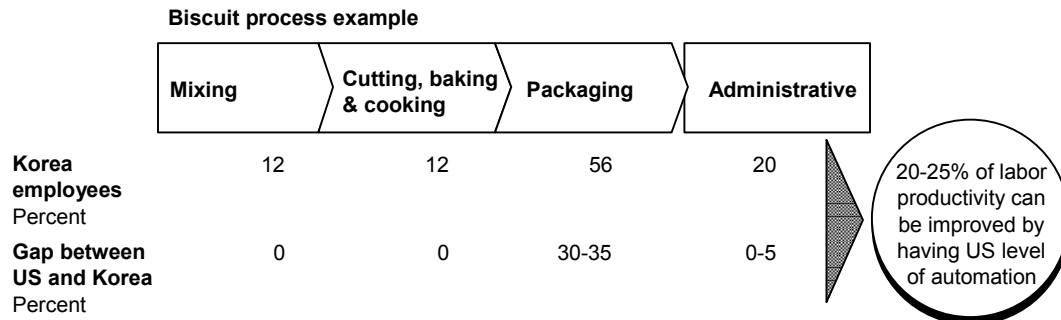 Biscuit process example
Mixing
Cutting, baking
& cooking
Packaging
Administrative
Korea
employees
Percent
12
12
56
20
Gap between
US and Korea
Percent
0
0
30-35
0-5
20-25% of labor
productivity can
be improved by
having US level
of automation